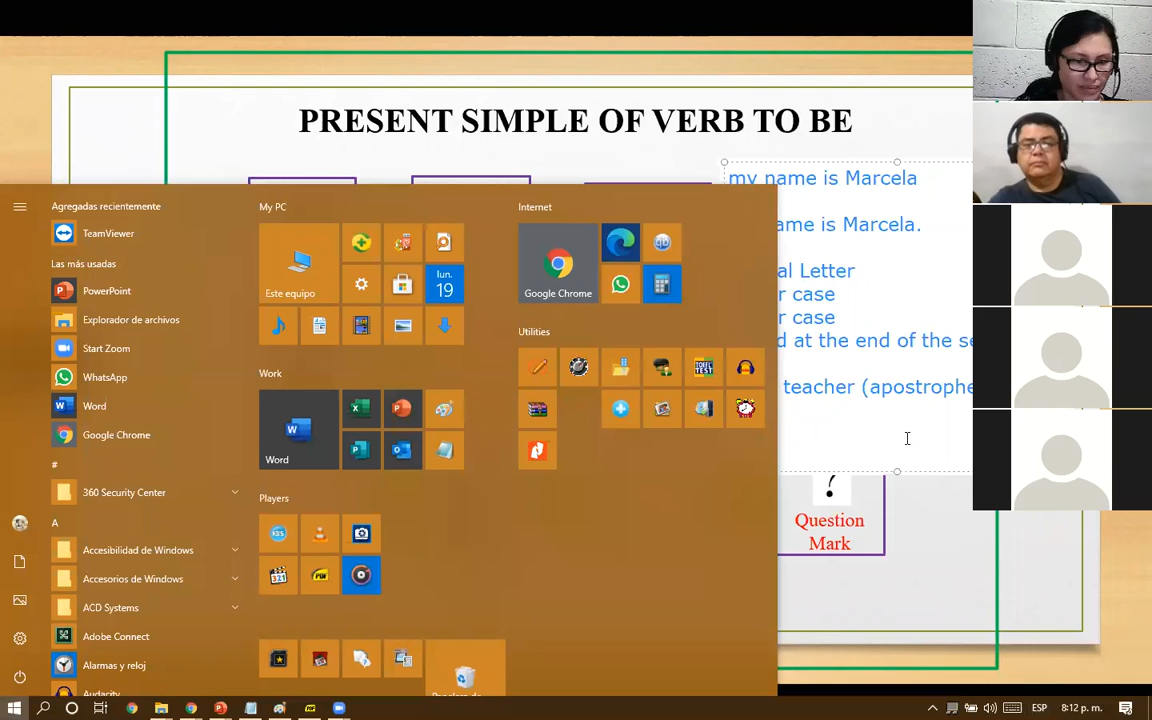 PRESENT SIMPLE OF VERB TO BE
my name is Marcela
name is Marcela.
al Letter
r case
r case
d at the end of the se
teacher (apostrophe
?
Question
Mark
Agregadas recientemente
TeamViewer
Las más usadas
PowerPoint
Explorador de archivos
Start Zoom
WhatsApp
Word
Google Chrome
#
360 Security Center
A
Accesibilidad de Windows
Accesorios de Windows
ACD Systems
Adobe Connect
Alarmas y reloj
Audacity
My PC
Este equipo
lun.
19
Work
Word
Players
Internet
Google Chrome
Utilities
ESP
8:12 p. m.